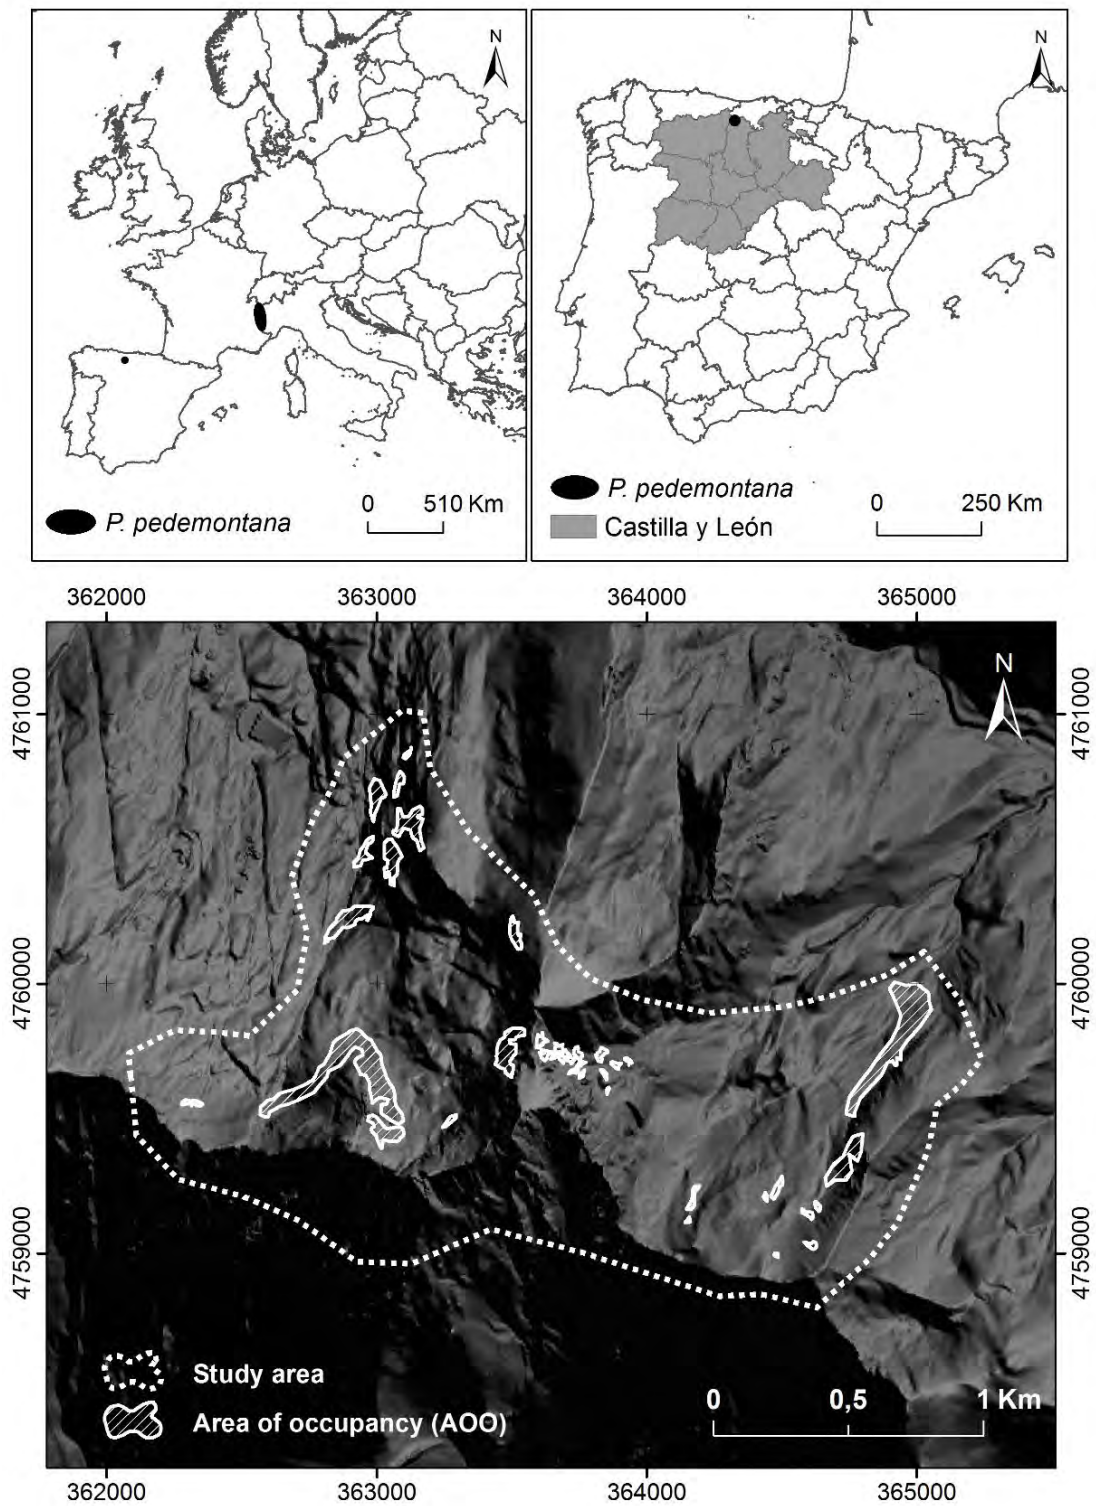 N
N
P. pedemontana
0 510 Km
P. pedemontana
0 250 Km
Castilla y León
362000 363000 364000 365000
N
4761000
4761000
4760000
4760000
4759000
4759000
Study area
Area of occupancy (AOO)
0 0,5 1 Km
362000 363000 364000 365000